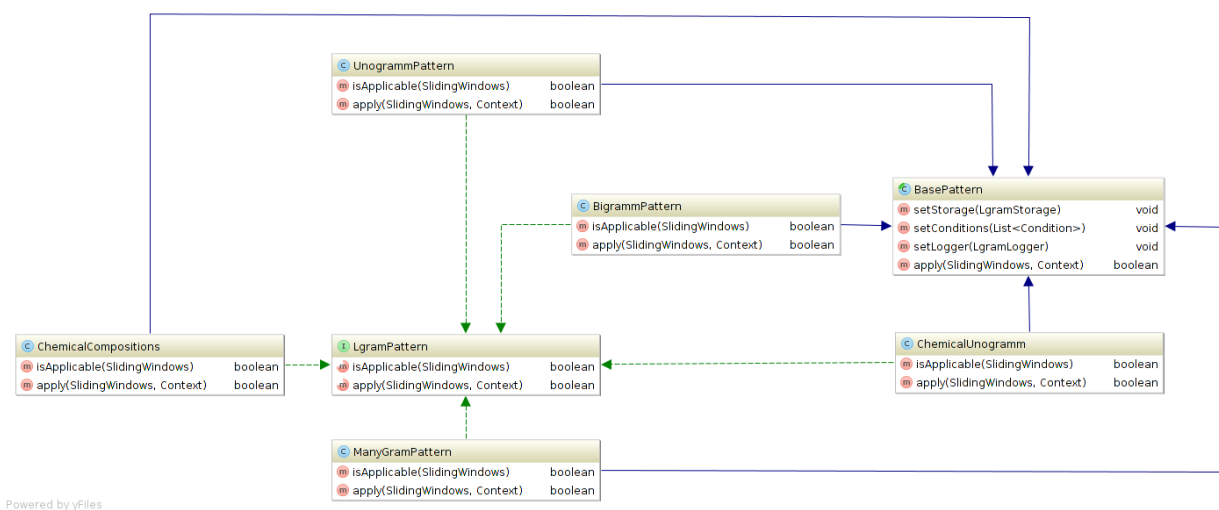 C UnogrammPattern
m isApplicable(SlidingWindows) boolean
m apply(SlidingWindows, Context) boolean
C BasePattern
m setStorage(LgramStorage) void
m setConditions(List<Condition>) void
m setLogger(LgramLogger) void
m apply(SlidingWindows, Context) boolean
C BigrammPattern
m isApplicable(SlidingWindows) boolean
m apply(SlidingWindows, Context) boolean
C ChemicalCompositions
m isApplicable(SlidingWindows) boolean
m apply(SlidingWindows, Context) boolean
I LgramPattern
m isApplicable(SlidingWindows) boolean
m apply(SlidingWindows, Context) boolean
C ChemicalUnogramm
m isApplicable(SlidingWindows) boolean
m apply(SlidingWindows, Context) boolean
C ManyGramPattern
m isApplicable(SlidingWindows) boolean
m apply(SlidingWindows, Context) boolean
Powered by yFiles